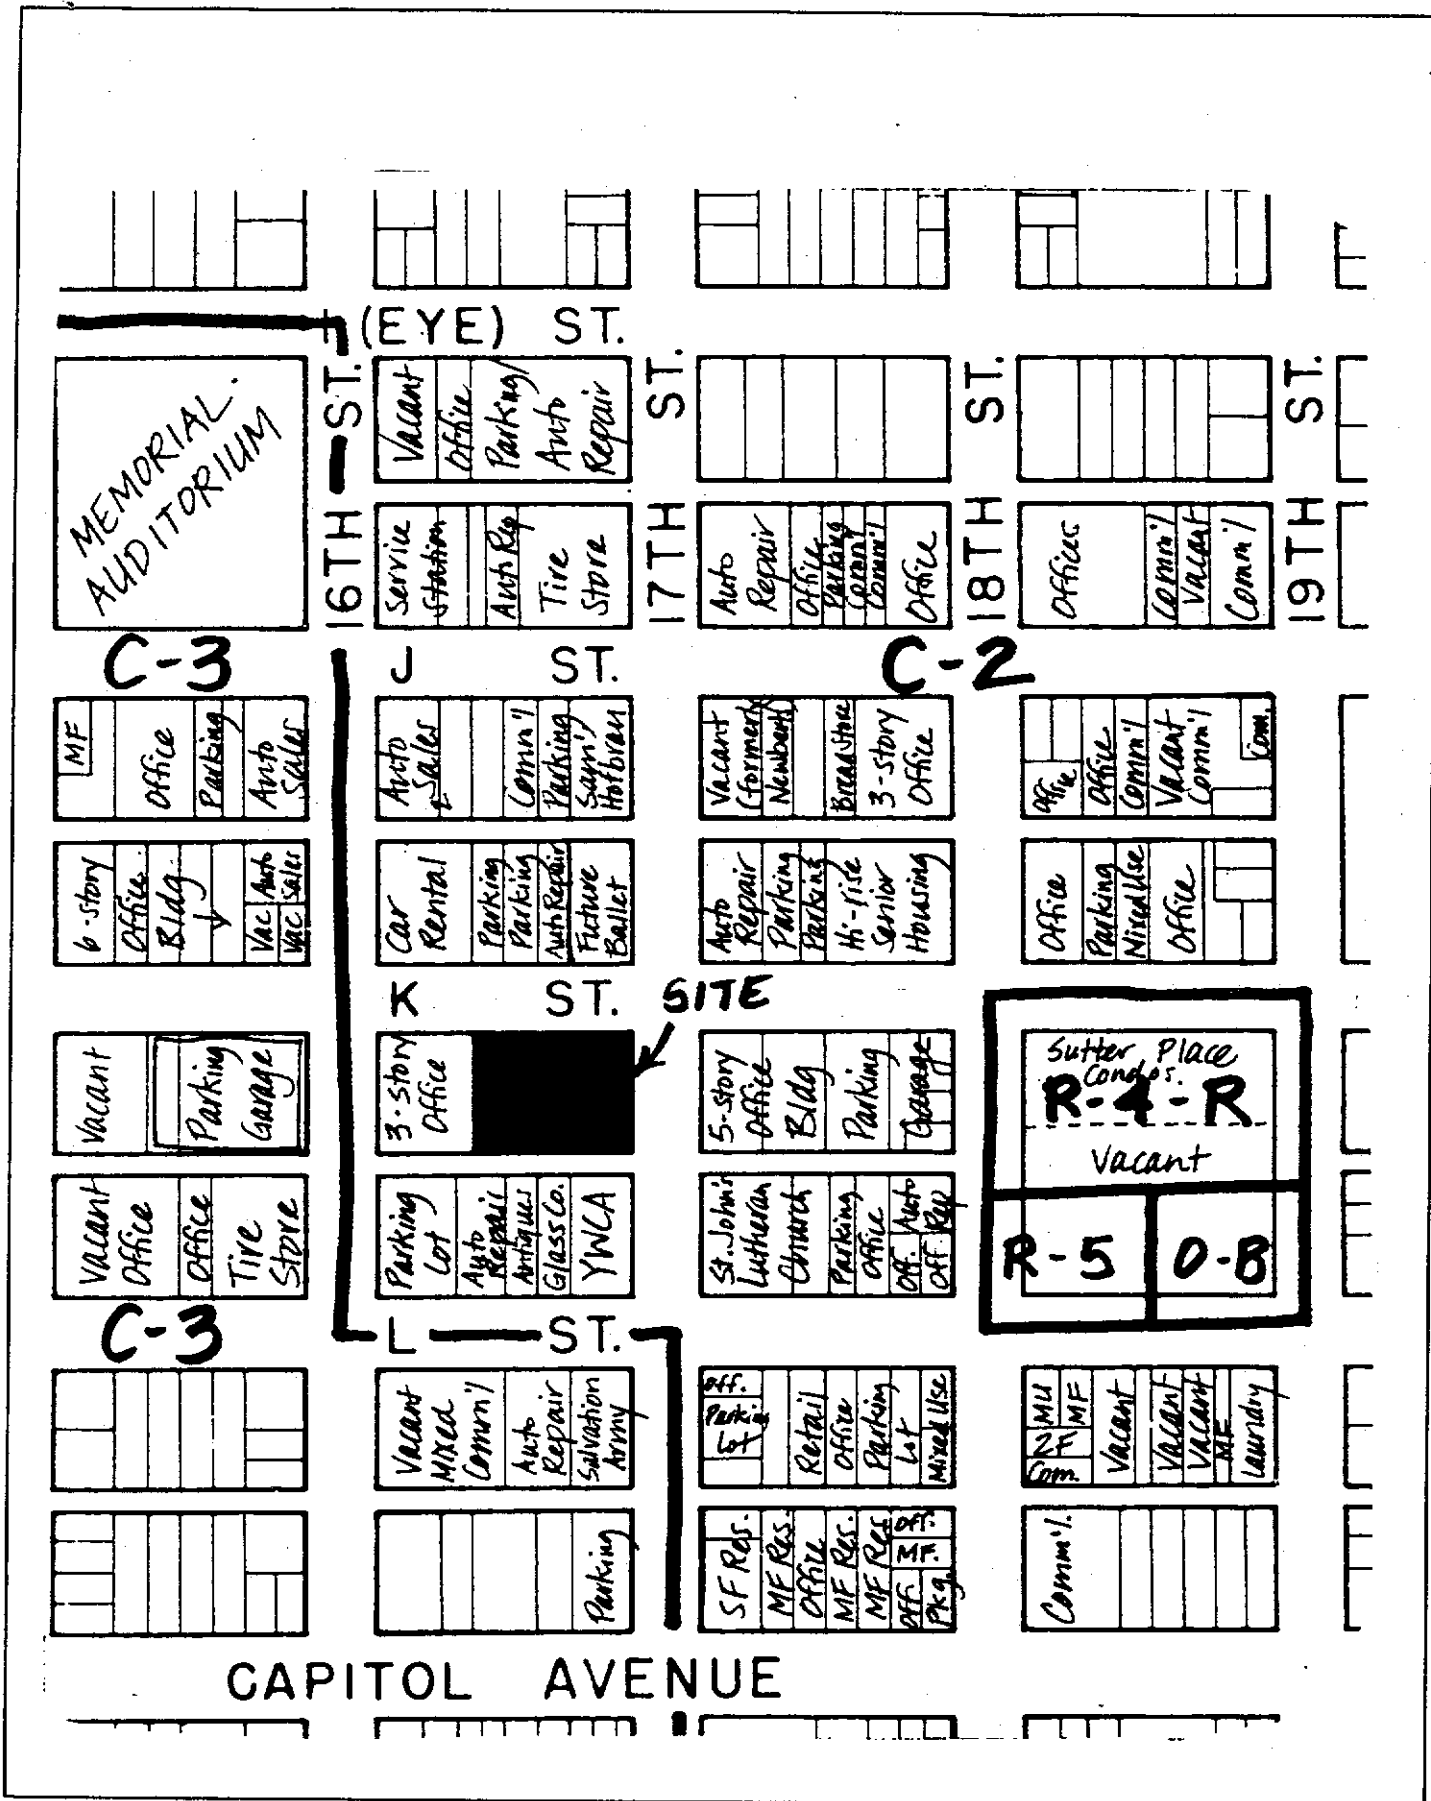 I (EYE) ST.
MEMORIAL
AUDITORIUM
16TH ST.
Vacant
Office
Parking/
Auto
Repair
17TH ST.
18TH ST.
19TH ST.
Service
Station
Auto Rep
Tire
Store
Auto
Repair
Office
Parking
Comm'l
Comm'l
Office
Offices
Comm'l
Vacant
Comm'l
C-3
J ST.
C-2
MF
Office
Parking
Auto
Sales
Auto
Sales
Comm'l
Parking
Sam's
Hofbrau
Vacant
(formerly
Newberts)
Bread Store
3-story
Office
Office
Office
Comm'l
Vacant
Comm'l
Com.
6-story
Office
Bldg
Vac
Auto
Vac
Sales
Car
Rental
Parking
Parking
Auto Repair
Future
Ballet
Auto
Repair
Parking
Parking
Hi-rise
Senior
Housing
Office
Parking
Mixed Use
Office
K ST.
SITE
Vacant
Parking
Garage
3-story
Office
5-story
Office
Bldg
Parking
Garage
Sutter Place
Condos.
R-4-R
Vacant
Vacant
Office
Office
Tire
Store
Parking
Lot
Auto
Repair
Antiques
Glass Co.
YWCA
St. John's
Lutheran
Church
Parking
Office
Off.
Auto
Off
Rep
R-5
O-B
C-3
L ST.
Vacant
Mixed
Comm'l
Auto
Repair
Salvation
Army
Off.
Parking
Lot
Retail
Office
Parking
Lot
Mixed Use
MU
MF
Com.
Vacant
Vacant
Vacant
MF
Laundry
Parking
SF Res.
MF Res.
Office
MF Res.
MF Res.
Off.
MF.
Off
Pkg.
Comm'l.
CAPITOL AVENUE